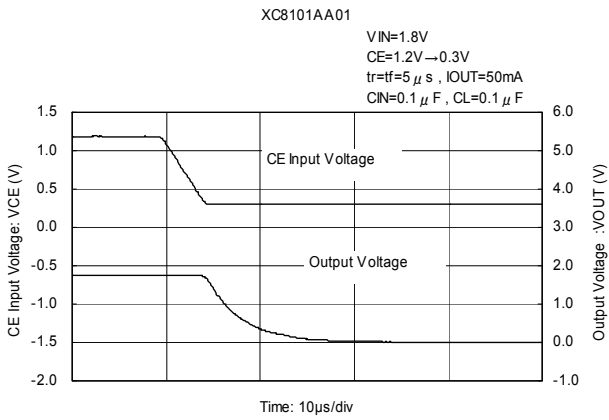 XC8101AA01
VIN=1.8V
CE=1.2V→0.3V
tr=tf=5μs , IOUT=50mA
CIN=0.1μF , CL=0.1μF
CE Input Voltage: VCE (V)
1.5
1.0
0.5
0.0
-0.5
-1.0
-1.5
-2.0
CE Input Voltage
Output Voltage
6.0
5.0
4.0
3.0
2.0
1.0
0.0
-1.0
Output Voltage :VOUT (V)
Time: 10μs/div